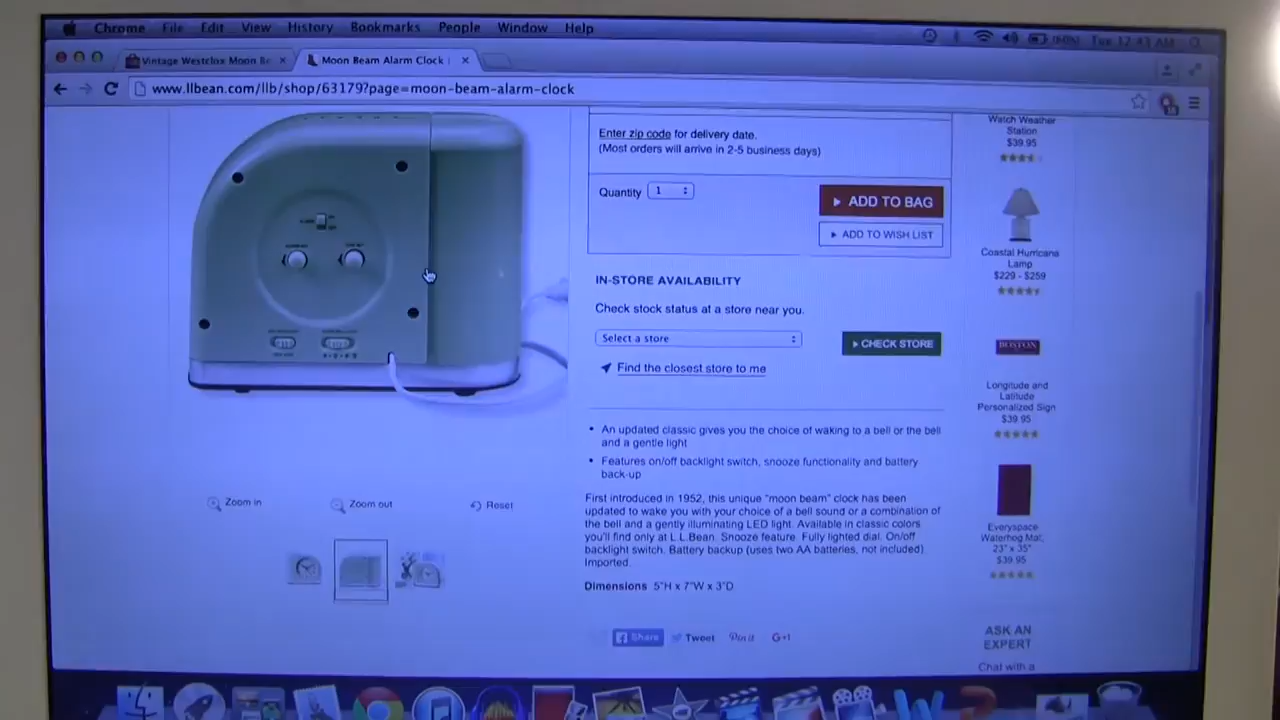 Chrome File Edit View History Bookmarks People Window Help
Vintage Westclox Moon Be
Moon Beam Alarm Clock
www.llbean.com/llb/shop/63179?page=moon-beam-alarm-clock
Enter zip code for delivery date.
(Most orders will arrive in 2-5 business days)
Quantity 1
ADD TO BAG
ADD TO WISH LIST
IN-STORE AVAILABILITY
Check stock status at a store near you.
Select a store
CHECK STORE
Find the closest store to me
• An updated classic gives you the choice of waking to a bell or the bell
and a gentle light
• Features on/off backlight switch, snooze functionality and battery
back-up
First introduced in 1952, this unique "moon beam" clock has been
updated to wake you with your choice of a bell sound or a combination of
the bell and a gently illuminating LED light. Available in classic colors
you'll find only at L.L.Bean. Snooze feature. Fully lighted dial. On/off
backlight switch. Battery backup (uses two AA batteries, not included).
Imported.
Dimensions 5"H x 7"W x 3"D
Share Tweet Pin it G+1
Zoom in Zoom out Reset
Watch Weather
Station
$39.95
Coastal Hurricane
Lamp
$229 - $259
BOSTON
Longitude and
Latitude
Personalized Sign
$39.95
Everyspace
Waterhog Mat,
23" x 35"
$39.95
ASK AN
EXPERT
Chat with a